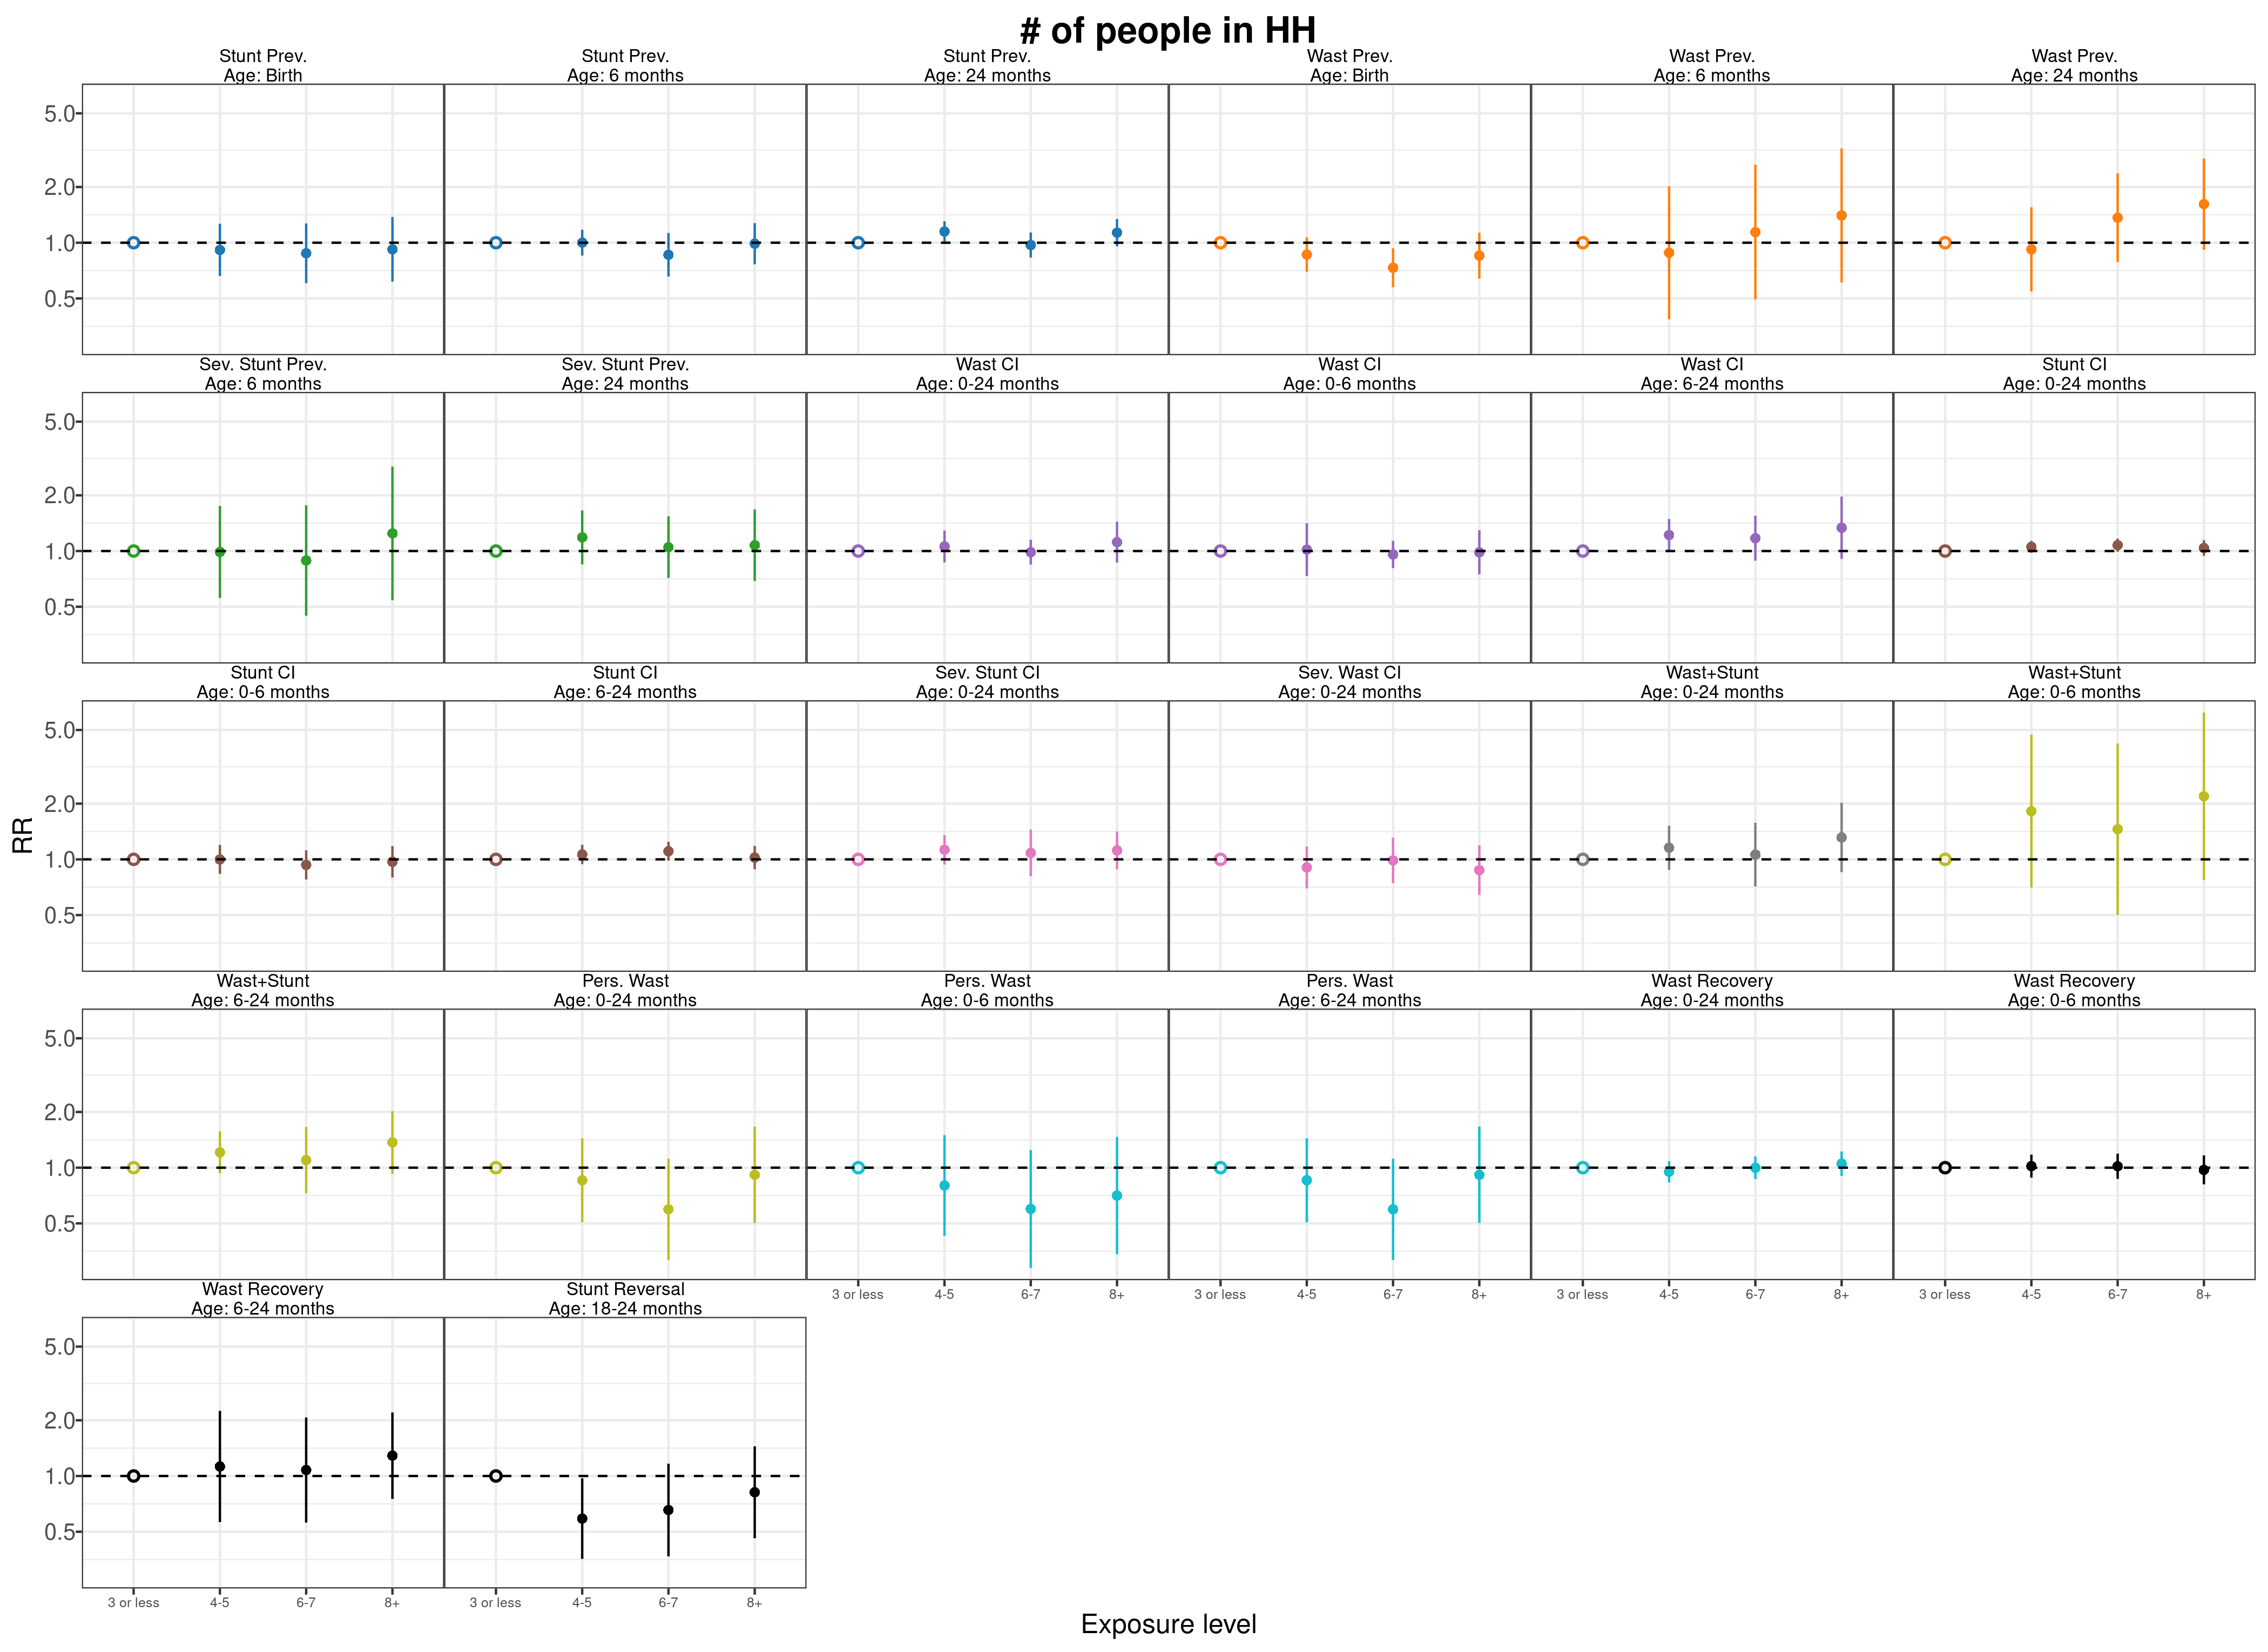 # of people in HH
Stunt Prev. Stunt Prev. Stunt Prev. Wast Prev. Wast Prev. Wast Prev.
Age: Birth Age: 6 months Age: 24 months Age: Birth Age: 6 months Age: 24 months
5.0
2.0
1.0
0.5
Sev. Stunt Prev. Sev. Stunt Prev. Wast CI Wast CI Wast CI Stunt CI
Age: 6 months Age: 24 months Age: 0-24 months Age: 0-6 months Age: 6-24 months Age: 0-24 months
5.0
2.0
1.0
0.5
Stunt CI Stunt CI Sev. Stunt CI Sev. Wast CI Wast+Stunt Wast+Stunt
Age: 0-6 months Age: 6-24 months Age: 0-24 months Age: 0-24 months Age: 0-24 months Age: 0-6 months
5.0
2.0
RR
1.0
0.5
Wast+Stunt Pers. Wast Pers. Wast Pers. Wast Wast Recovery Wast Recovery
Age: 6-24 months Age: 0-24 months Age: 0-6 months Age: 6-24 months Age: 0-24 months Age: 0-6 months
5.0
2.0
1.0
0.5
3 or less 4-5 6-7 8+ 3 or less 4-5 6-7 8+ 3 or less 4-5 6-7 8+ 3 or less 4-5 6-7 8+
Wast Recovery Stunt Reversal
Age: 6-24 months Age: 18-24 months
5.0
2.0
1.0
0.5
3 or less 4-5 6-7 8+ 3 or less 4-5 6-7 8+
Exposure level